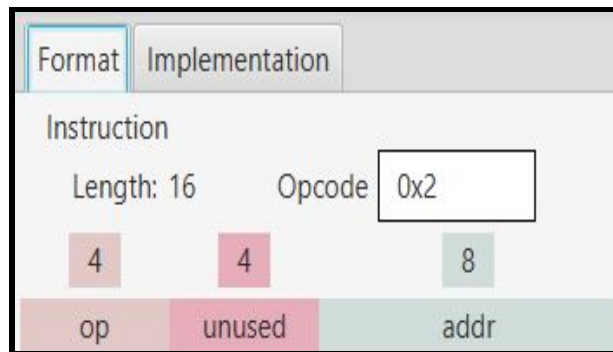 Format Implementation
Instruction
Length: 16 Opcode 0x2
4 4 8
op unused addr